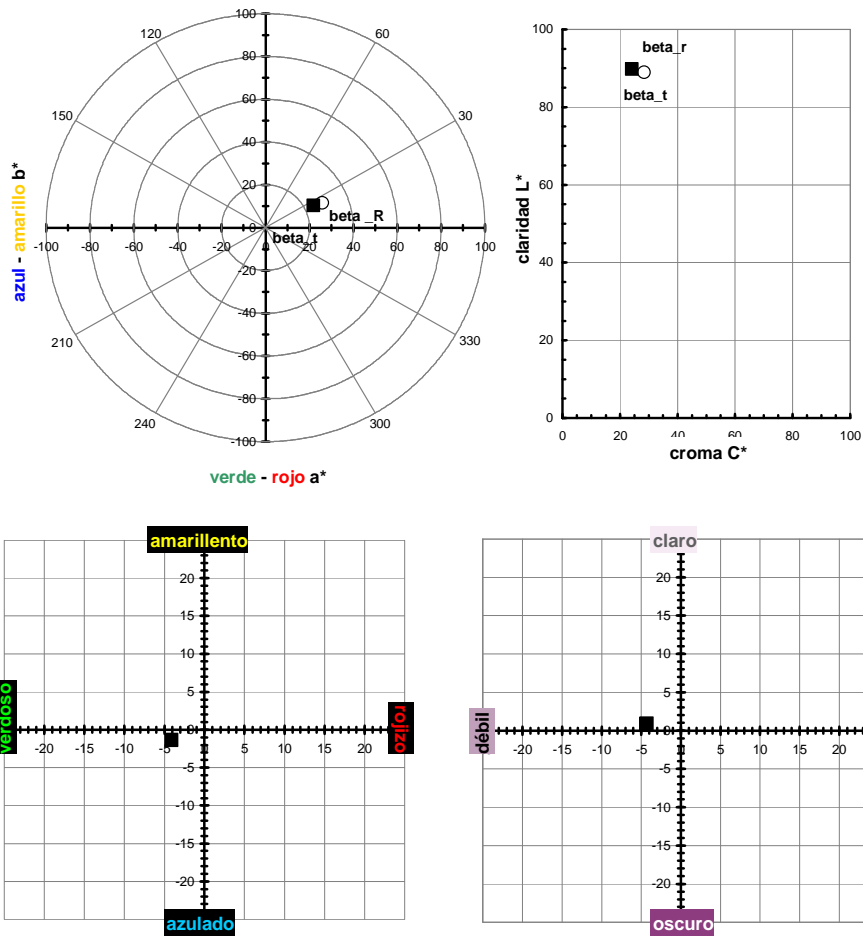 100
120
60
80
60
150
30
40
20
beta _R
0
beta_t
-100 -80 -60 -40 -20 0 20 40 60 80 100
-20
-40
210
330
-60
-80
240
300
-100
azul - amarillo b*
verde - rojo a*
100
beta_r
80
beta_t
60
40
20
0
0 20 40 60 80 100
claridad L*
croma C*
amarillento
20
15
10
5
verdoso
rojizo
-20 -15 -10 -5 0 5 10 15 20
-5
-10
-15
-20
azulado
claro
20
15
10
5
débil
-20 -15 -10 -5 0 5 10 15 20
-5
-10
-15
-20
oscuro